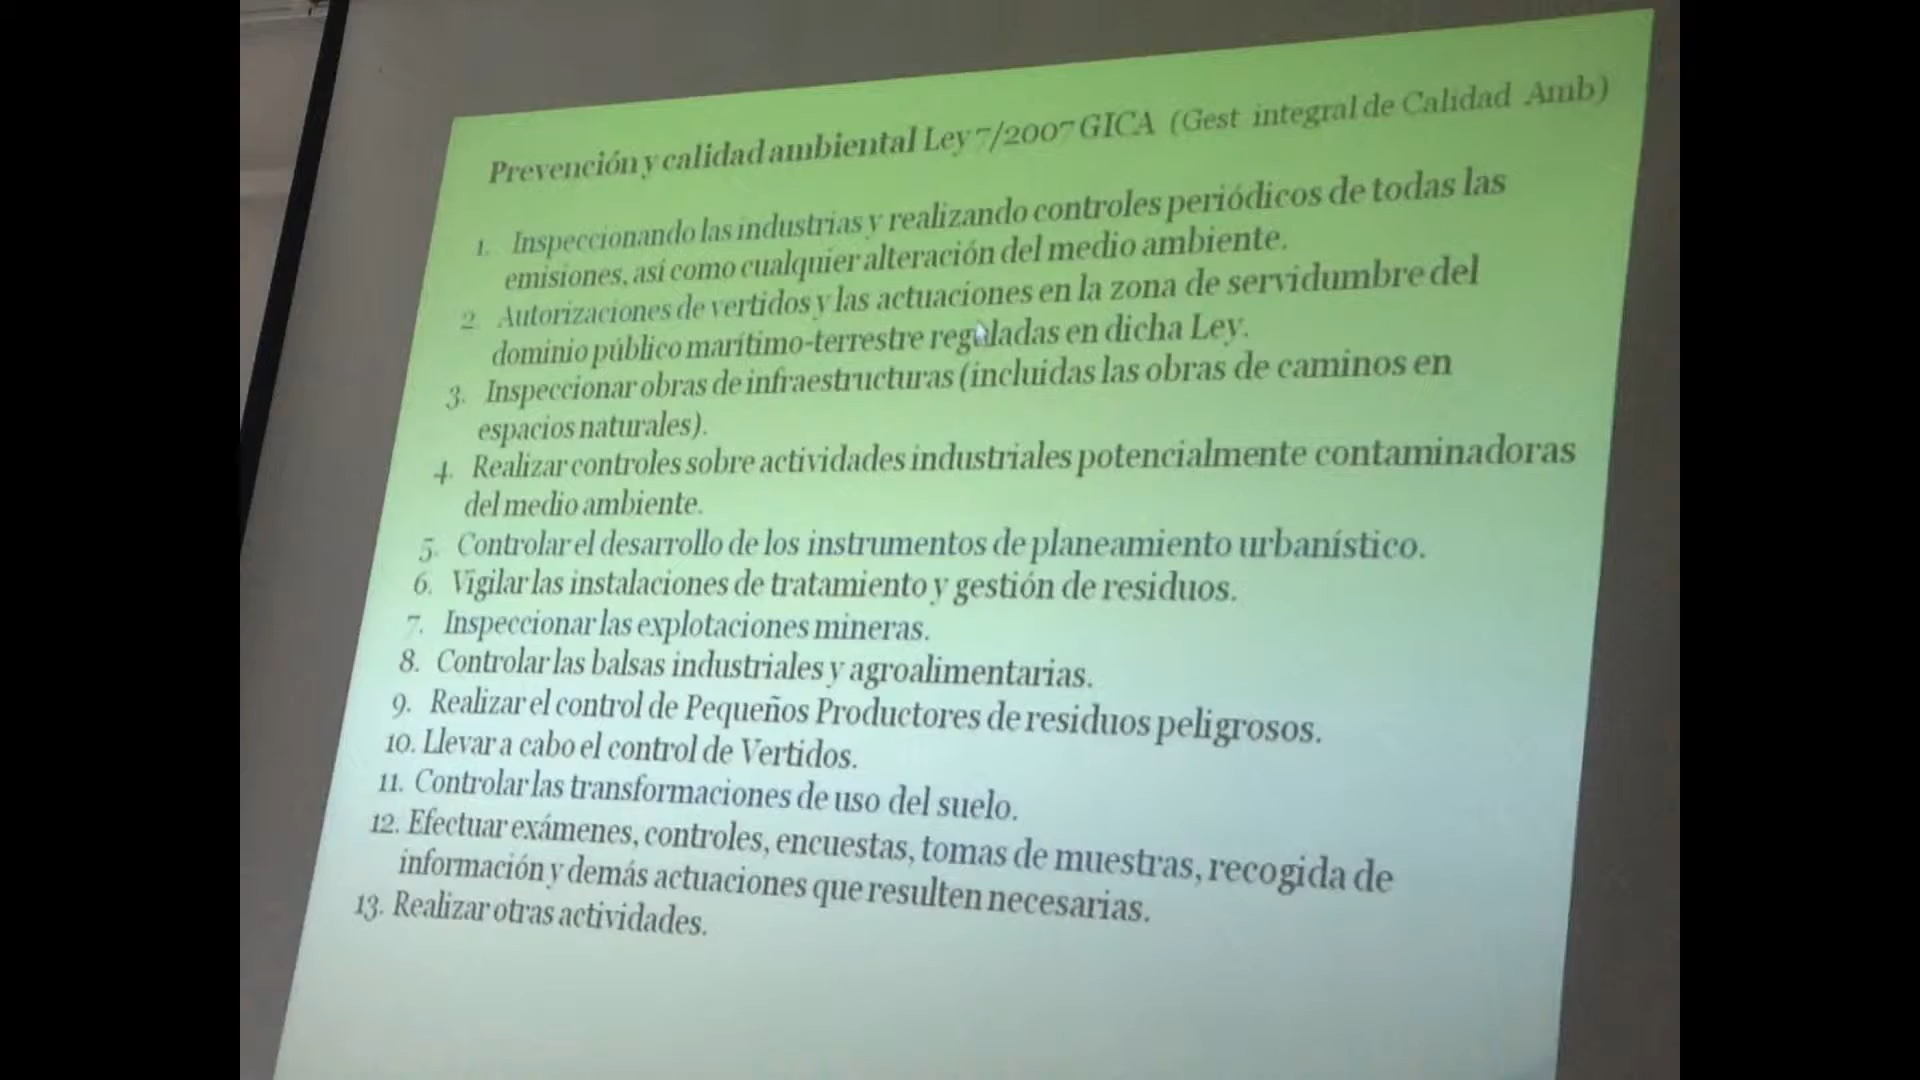 Prevención y calidad ambiental Ley 7/2007 GICA (Gest integral de Calidad Amb)
1. Inspeccionando las industrias y realizando controles periódicos de todas las
emisiones, así como cualquier alteración del medio ambiente.
2 Autorizaciones de vertidos y las actuaciones en la zona de servidumbre del
dominio público marítimo-terrestre reguladas en dicha Ley.
3. Inspeccionar obras de infraestructuras (incluidas las obras de caminos en
espacios naturales).
4. Realizar controles sobre actividades industriales potencialmente contaminadoras
del medio ambiente.
5. Controlar el desarrollo de los instrumentos de planeamiento urbanístico.
6. Vigilar las instalaciones de tratamiento y gestión de residuos.
7. Inspeccionar las explotaciones mineras.
8. Controlar las balsas industriales y agroalimentarias.
9. Realizar el control de Pequeños Productores de residuos peligrosos.
10. Llevar a cabo el control de Vertidos.
11. Controlar las transformaciones de uso del suelo.
12. Efectuar exámenes, controles, encuestas, tomas de muestras, recogida de
información y demás actuaciones que resulten necesarias.
13. Realizar otras actividades.